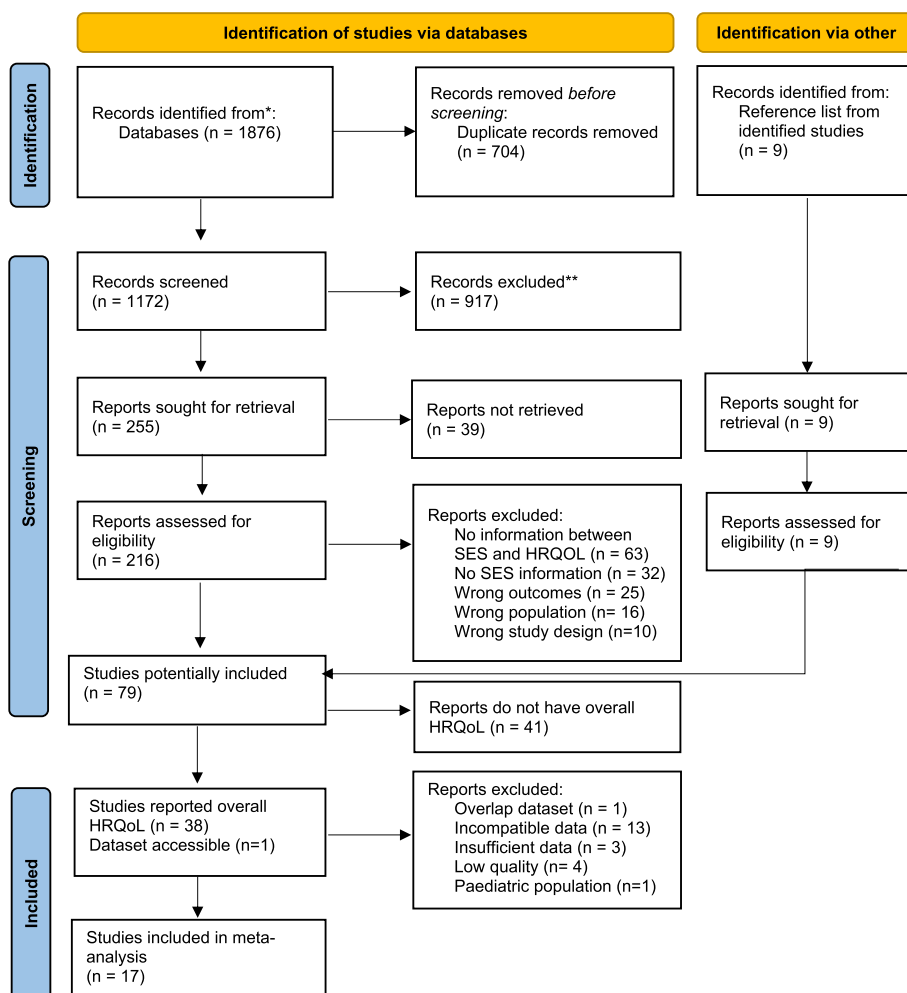 Identification of studies via databases
Identification via other
Identification
Records identified from*:
Databases (n = 1876)
Records removed before
screening:
Duplicate records removed
(n = 704)
Records identified from:
Reference list from
identified studies
(n = 9)
Screening
Records screened
(n = 1172)
Records excluded**
(n = 917)
Reports sought for retrieval
(n = 255)
Reports not retrieved
(n = 39)
Reports sought for
retrieval (n = 9)
Reports assessed for
eligibility
(n = 216)
Reports excluded:
No information between
SES and HRQOL (n = 63)
No SES information (n = 32)
Wrong outcomes (n = 25)
Wrong population (n= 16)
Wrong study design (n=10)
Reports assessed for
eligibility (n = 9)
Studies potentially included
(n = 79)
Reports do not have overall
HRQoL (n = 41)
Included
Studies reported overall
HRQoL (n = 38)
Dataset accessible (n=1)
Reports excluded:
Overlap dataset (n = 1)
Incompatible data (n = 13)
Insufficient data (n = 3)
Low quality (n= 4)
Paediatric population (n=1)
Studies included in meta-
analysis
(n = 17)